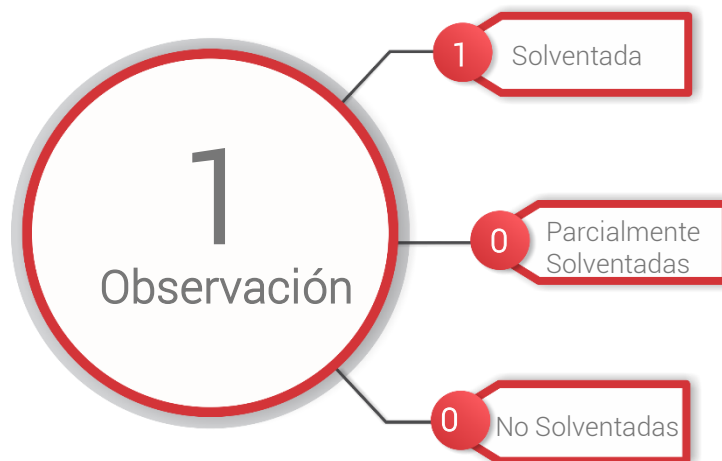 1
Observación
1
Solventada
0
Parcialmente
Solventadas
0
No Solventadas